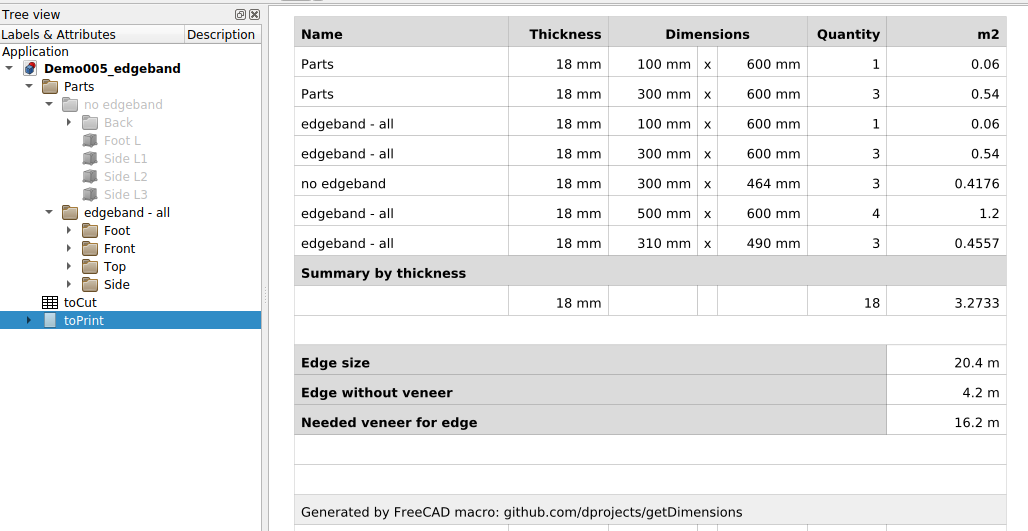 Tree view
Labels & Attributes Description
Application
Demo005_edgeband
Parts
no edgeband
Back
Foot L
Side L1
Side L2
Side L3
edgeband - all
Foot
Front
Top
Side
toCut
toPrint
Name Thickness Dimensions Quantity m2
Parts 18 mm 100 mm x 600 mm 1 0.06
Parts 18 mm 300 mm x 600 mm 3 0.54
edgeband - all 18 mm 100 mm x 600 mm 1 0.06
edgeband - all 18 mm 300 mm x 600 mm 3 0.54
no edgeband 18 mm 300 mm x 464 mm 3 0.4176
edgeband - all 18 mm 500 mm x 600 mm 4 1.2
edgeband - all 18 mm 310 mm x 490 mm 3 0.4557
Summary by thickness
18 mm 18 3.2733
Edge size 20.4 m
Edge without veneer 4.2 m
Needed veneer for edge 16.2 m
Generated by FreeCAD macro: github.com/dprojects/getDimensions